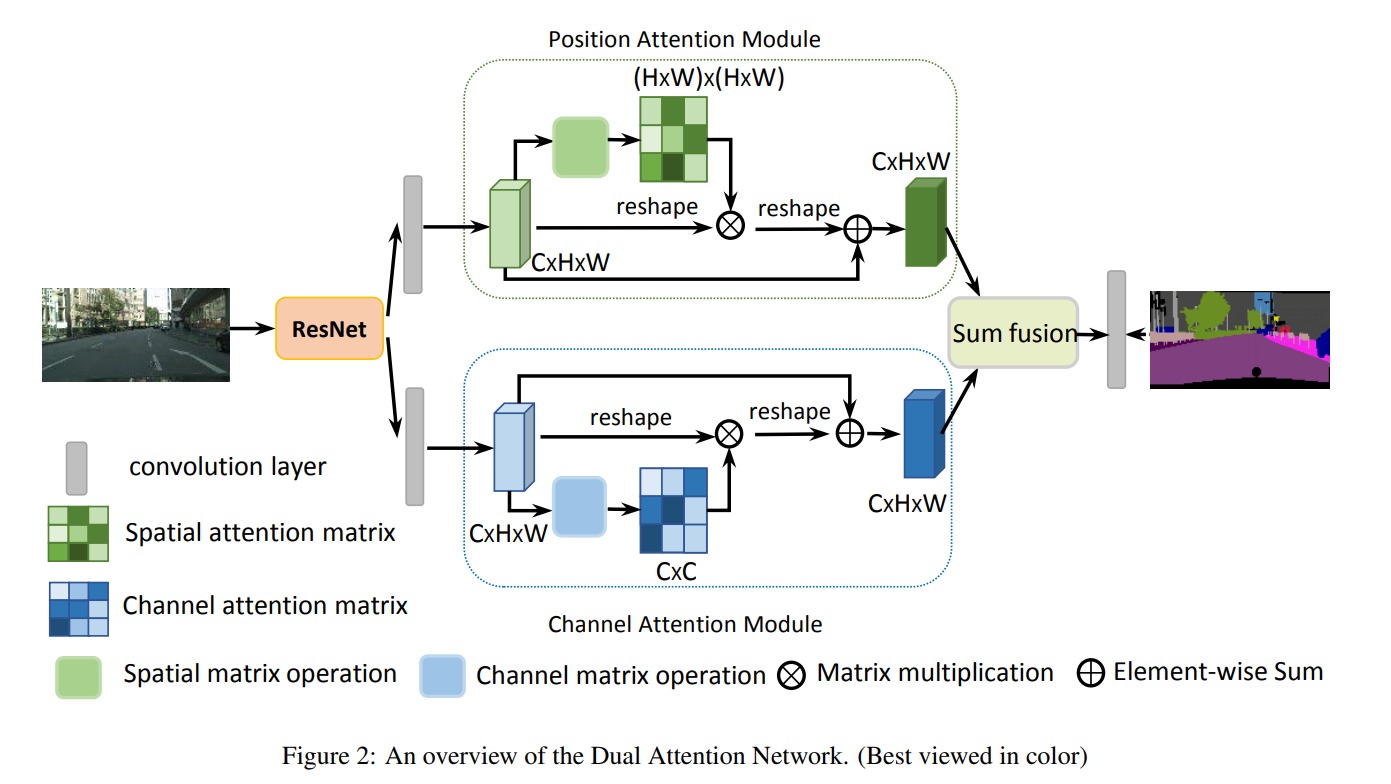 Position Attention Module
(HxW)x(HxW)
CxHxW
reshape
reshape
CxHxW
ResNet
Sum fusion
reshape
reshape
CxHxW
CxHxW
CxC
Channel Attention Module
convolution layer
Spatial attention matrix
Channel attention matrix
Spatial matrix operation
Channel matrix operation
Matrix multiplication
Element-wise Sum
Figure 2: An overview of the Dual Attention Network. (Best viewed in color)